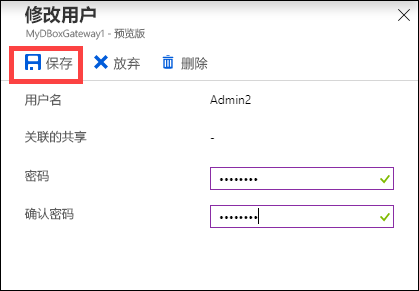 修改用户
MyDBoxGateway1 - 预览版
保存 放弃 删除
用户名 Admin2
关联的共享 -
密码 ••••••••
确认密码 ••••••••